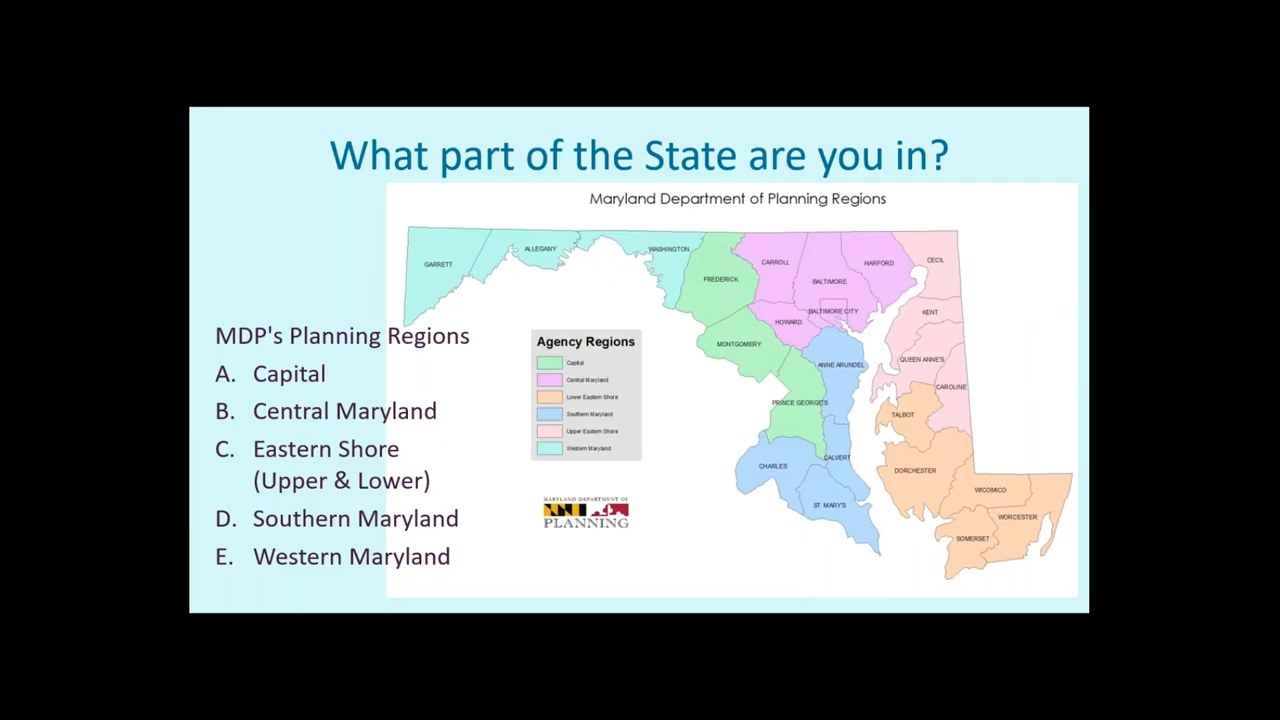 What part of the State are you in?
Maryland Department of Planning Regions
GARRETT
ALLEGANY
WASHINGTON
FREDERICK
CARROLL
BALTIMORE
HARFORD
CECIL
BALTIMORE CITY
HOWARD
KENT
MONTGOMERY
ANNE ARUNDEL
QUEEN ANNE'S
CAROLINE
PRINCE GEORGE'S
TALBOT
CHARLES
CALVERT
DORCHESTER
ST. MARY'S
WICOMICO
WORCESTER
SOMERSET
MDP's Planning Regions
A. Capital
B. Central Maryland
C. Eastern Shore
(Upper & Lower)
D. Southern Maryland
E. Western Maryland
Agency Regions
Capital
Central Maryland
Lower Eastern Shore
Southern Maryland
Upper Eastern Shore
Western Maryland
MARYLAND DEPARTMENT OF
PLANNING